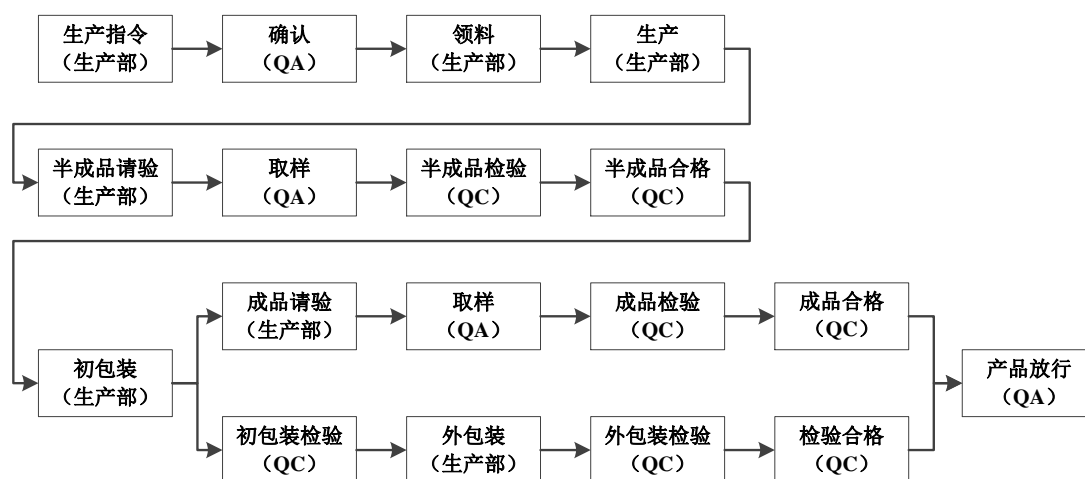 生产指令
（生产部）
确认
（QA）
领料
（生产部）
生产
（生产部）
半成品请验
（生产部）
取样
（QA）
半成品检验
（QC）
半成品合格
（QC）
初包装
（生产部）
成品请验
（生产部）
取样
（QA）
成品检验
（QC）
成品合格
（QC）
初包装检验
（QC）
外包装
（生产部）
外包装检验
（QC）
检验合格
（QC）
产品放行
（QA）